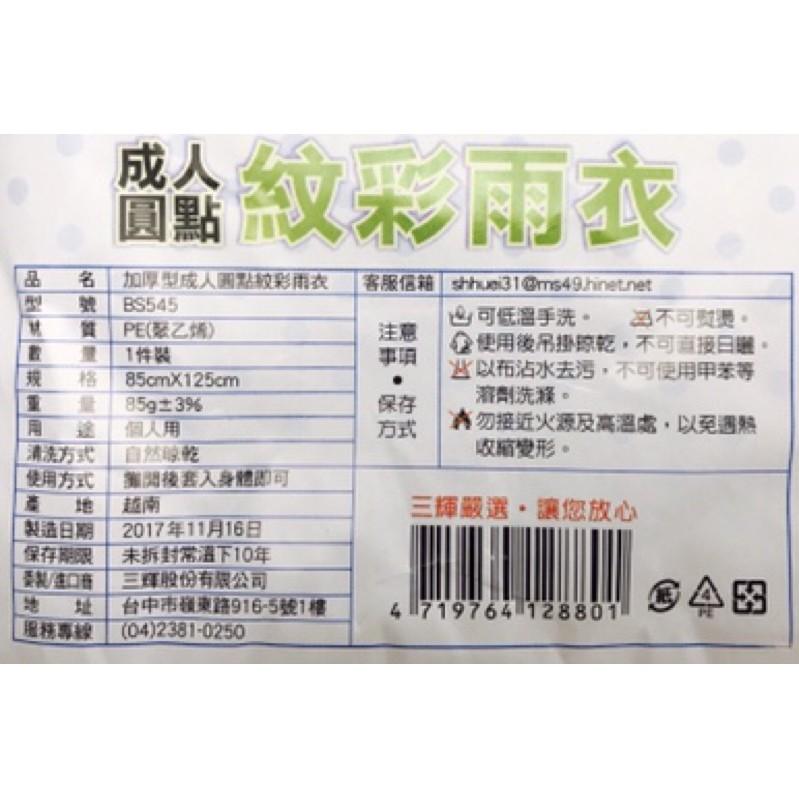 成人
圓點
紋彩雨衣
品名 加厚型成人圓點紋彩雨衣
型號 BS545
材質 PE(聚乙烯)
數量 1件裝
規格 85cmX125cm
重量 85g±3%
用途 個人用
清洗方式 自然晾乾
使用方式 攤開後套入身體即可
產地 越南
製造日期 2017年11月16日
保存期限 未拆封常溫下10年
委製/進口商 三輝股份有限公司
地址 台中市嶺東路916-5號1樓
服務專線 (04)2381-0250
客服信箱 shhuei31@ms49.hinet.net
注意
事項
•
保存
方式
可低溫手洗。 不可熨燙。
使用後吊掛晾乾,不可直接日曬。
以布沾水去污,不可使用甲苯等
溶劑洗滌。
勿接近火源及高溫處,以免遇熱
收縮變形。
三輝嚴選・讓您放心
4 719764 128801
紙
4
PE